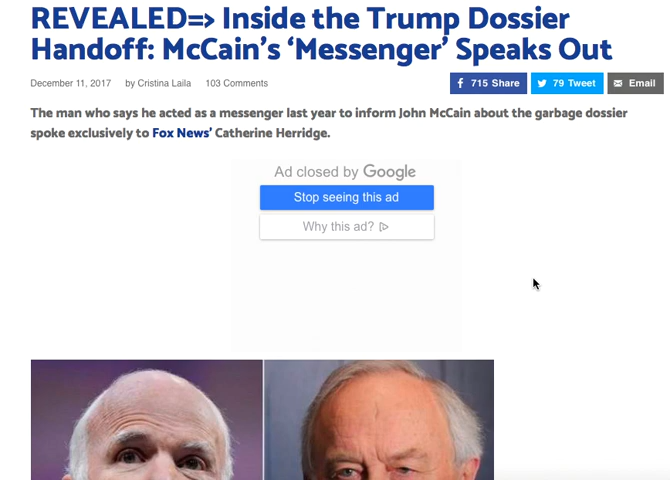 REVEALED=> Inside the Trump Dossier
Handoff: McCain's 'Messenger' Speaks Out
December 11, 2017 by Cristina Laila 103 Comments
715 Share 79 Tweet Email
The man who says he acted as a messenger last year to inform John McCain about the garbage dossier
spoke exclusively to Fox News' Catherine Herridge.
Ad closed by Google
Stop seeing this ad
Why this ad?